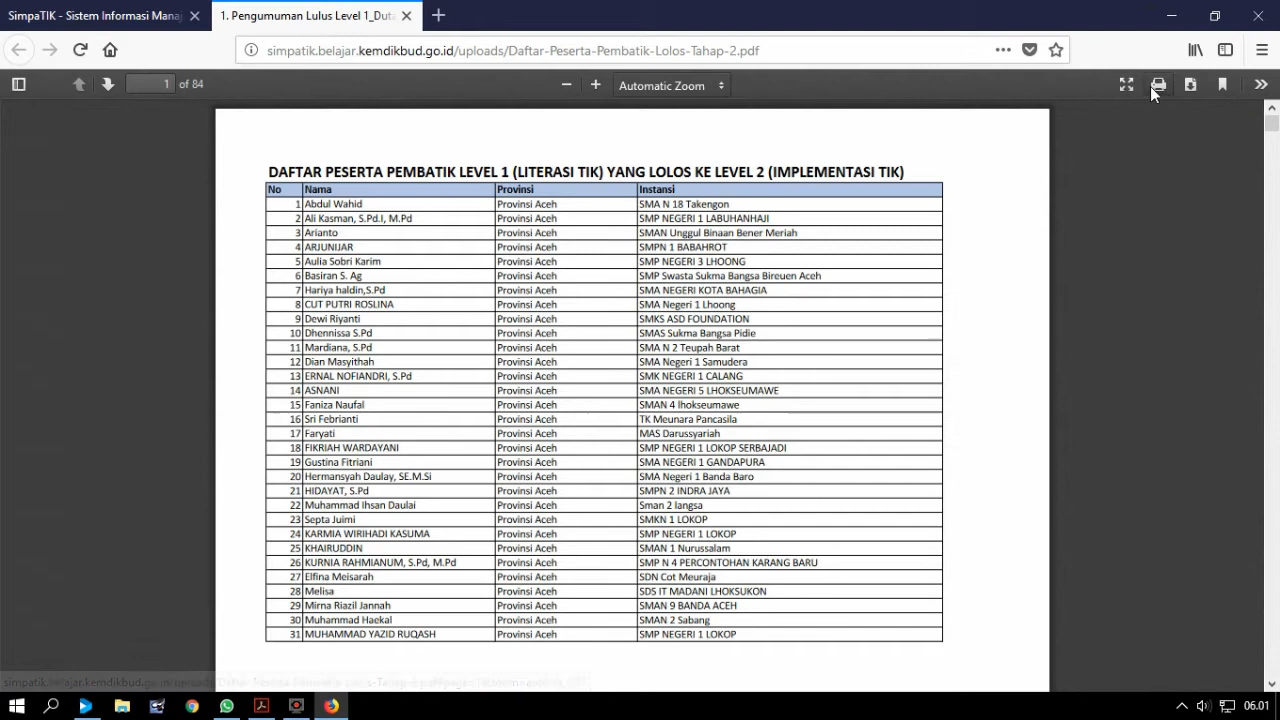 SimpaTIK - Sistem Informasi Manaj
1. Pengumuman Lulus Level 1_Duta
simpatik.belajar.kemdikbud.go.id/uploads/Daftar-Peserta-Pembatik-Lolos-Tahap-2.pdf
1 of 84
Automatic Zoom
DAFTAR PESERTA PEMBATIK LEVEL 1 (LITERASI TIK) YANG LOLOS KE LEVEL 2 (IMPLEMENTASI TIK)
No Nama Provinsi Instansi
1 Abdul Wahid Provinsi Aceh SMA N 18 Takengon
2 Ali Kasman, S.Pd.I, M.Pd Provinsi Aceh SMP NEGERI 1 LABUHANHAJI
3 Arianto Provinsi Aceh SMAN Unggul Binaan Bener Meriah
4 ARJUNIJAR Provinsi Aceh SMPN 1 BABAHROT
5 Aulia Sobri Karim Provinsi Aceh SMP NEGERI 3 LHOONG
6 Basiran S. Ag Provinsi Aceh SMP Swasta Sukma Bangsa Bireuen Aceh
7 Hariya haldin,S.Pd Provinsi Aceh SMA NEGERI KOTA BAHAGIA
8 CUT PUTRI ROSLINA Provinsi Aceh SMA Negeri 1 Lhoong
9 Dewi Riyanti Provinsi Aceh SMKS ASD FOUNDATION
10 Dhennissa S.Pd Provinsi Aceh SMAS Sukma Bangsa Pidie
11 Mardiana, S.Pd Provinsi Aceh SMA N 2 Teupah Barat
12 Dian Masyithah Provinsi Aceh SMA Negeri 1 Samudera
13 ERNAL NOFIANDRI, S.Pd Provinsi Aceh SMK NEGERI 1 CALANG
14 ASNANI Provinsi Aceh SMA NEGERI 5 LHOKSEUMAWE
15 Faniza Naufal Provinsi Aceh SMAN 4 lhokseumawe
16 Sri Febrianti Provinsi Aceh TK Meunara Pancasila
17 Faryati Provinsi Aceh MAS Darussyariah
18 FIKRIAH WARDAYANI Provinsi Aceh SMP NEGERI 1 LOKOP SERBAJADI
19 Gustina Fitriani Provinsi Aceh SMA NEGERI 1 GANDAPURA
20 Hermansyah Daulay, SE.M.Si Provinsi Aceh SMA Negeri 1 Banda Baro
21 HIDAYAT, S.Pd Provinsi Aceh SMPN 2 INDRA JAYA
22 Muhammad Ihsan Daulai Provinsi Aceh Sman 2 langsa
23 Septa Juimi Provinsi Aceh SMKN 1 LOKOP
24 KARMIA WIRIHADI KASUMA Provinsi Aceh SMP NEGERI 1 LOKOP
25 KHAIRUDDIN Provinsi Aceh SMAN 1 Nurussalam
26 KURNIA RAHMIANUM, S.Pd, M.Pd Provinsi Aceh SMP N 4 PERCONTOHAN KARANG BARU
27 Elfina Meisarah Provinsi Aceh SDN Cot Meuraja
28 Melisa Provinsi Aceh SDS IT MADANI LHOKSUKON
29 Mirna Riazil Jannah Provinsi Aceh SMAN 9 BANDA ACEH
30 Muhammad Haekal Provinsi Aceh SMAN 2 Sabang
31 MUHAMMAD YAZID RUQASH Provinsi Aceh SMP NEGERI 1 LOKOP
06.01